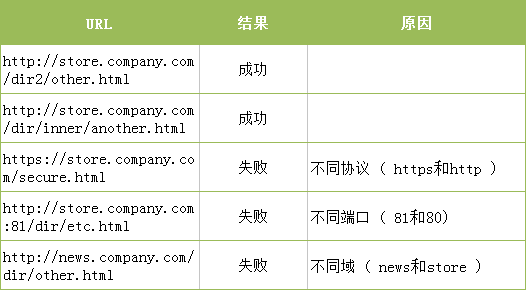 URL 结果 原因
http://store.company.com
/dir2/other.html
成功
http://store.company.com
/dir/inner/another.html
成功
https://store.company.co
m/secure.html
失败
不同协议 ( https和http )
http://store.company.com
:81/dir/etc.html
失败
不同端口 ( 81和80)
http://news.company.com/
dir/other.html
失败
不同域 ( news和store )